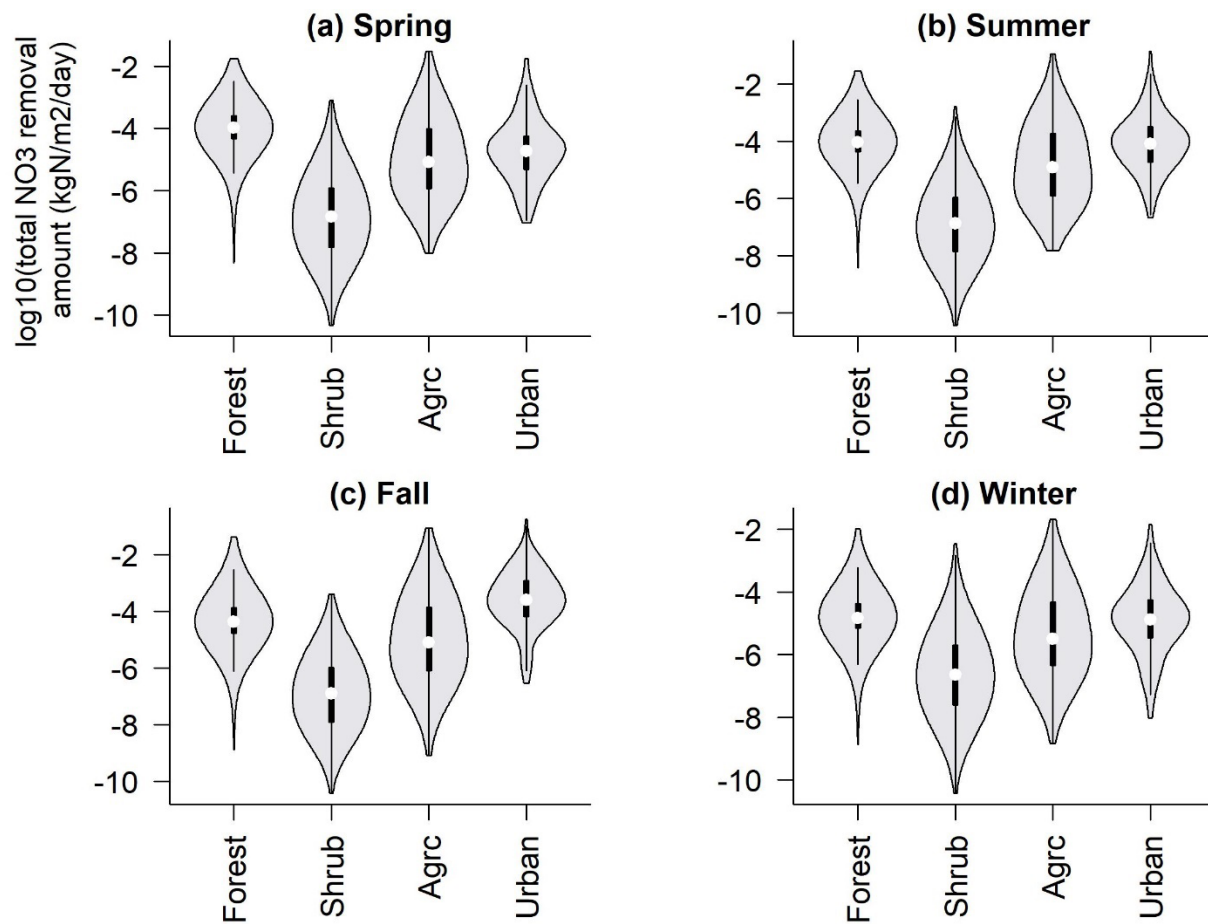 log10(total NO3 removal
amount (kgN/m2/day)
(a) Spring
-2
-4
-6
-8
-10
Forest
Shrub
Agrc
Urban
(b) Summer
-2
-4
-6
-8
-10
Forest
Shrub
Agrc
Urban
(c) Fall
-2
-4
-6
-8
-10
Forest
Shrub
Agrc
Urban
(d) Winter
-2
-4
-6
-8
-10
Forest
Shrub
Agrc
Urban